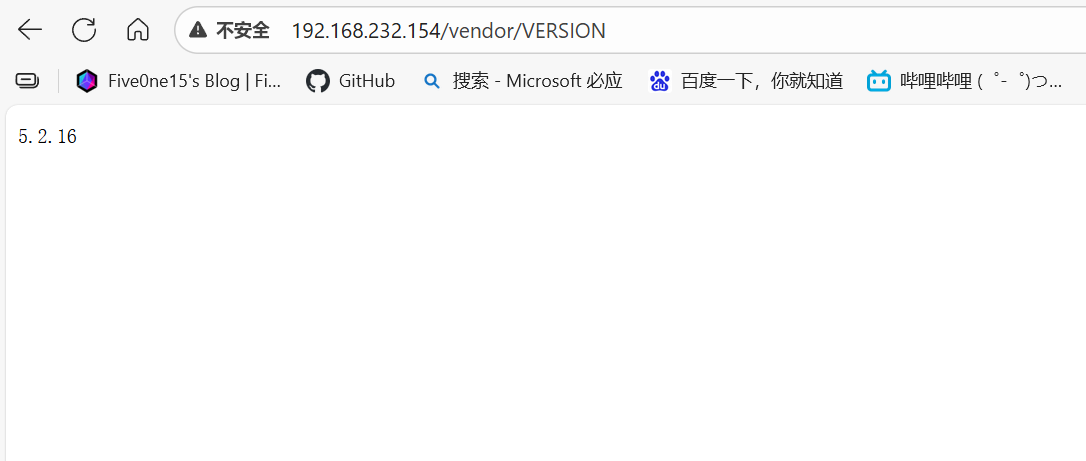 不安全 192.168.232.154/vendor/VERSION
Five0ne15's Blog | Fi... GitHub 搜索 - Microsoft 必应 百度一下，你就知道 哔哩哔哩 ( ゜- ゜)つ...
5.2.16